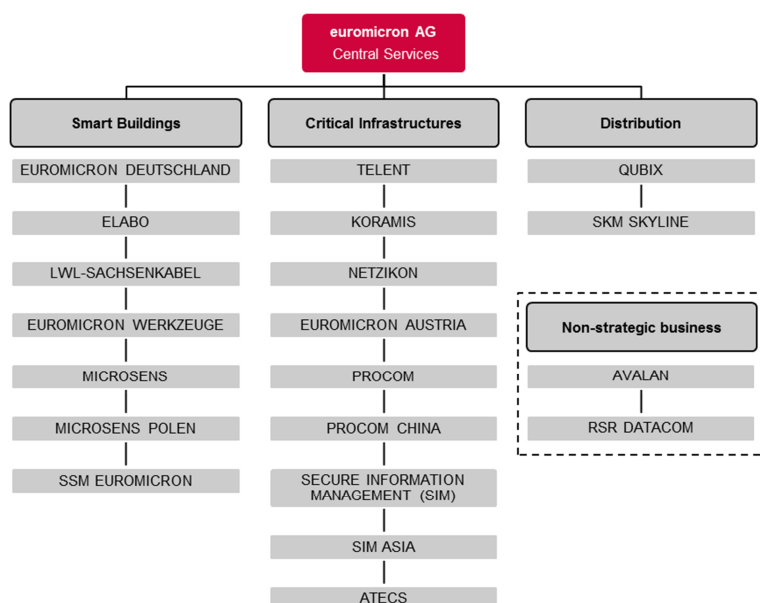 euromicron AG
Central Services
Smart Buildings
EUROMICRON DEUTSCHLAND
ELABO
LWL-SACHSENKABEL
EUROMICRON WERKZEUGE
MICROSENS
MICROSENS POLEN
SSM EUROMICRON
Critical Infrastructures
TELENT
KORAMIS
NETZIKON
EUROMICRON AUSTRIA
PROCOM
PROCOM CHINA
SECURE INFORMATION
MANAGEMENT (SIM)
SIM ASIA
ATECS
Distribution
QUBIX
SKM SKYLINE
Non-strategic business
AVALAN
RSR DATACOM